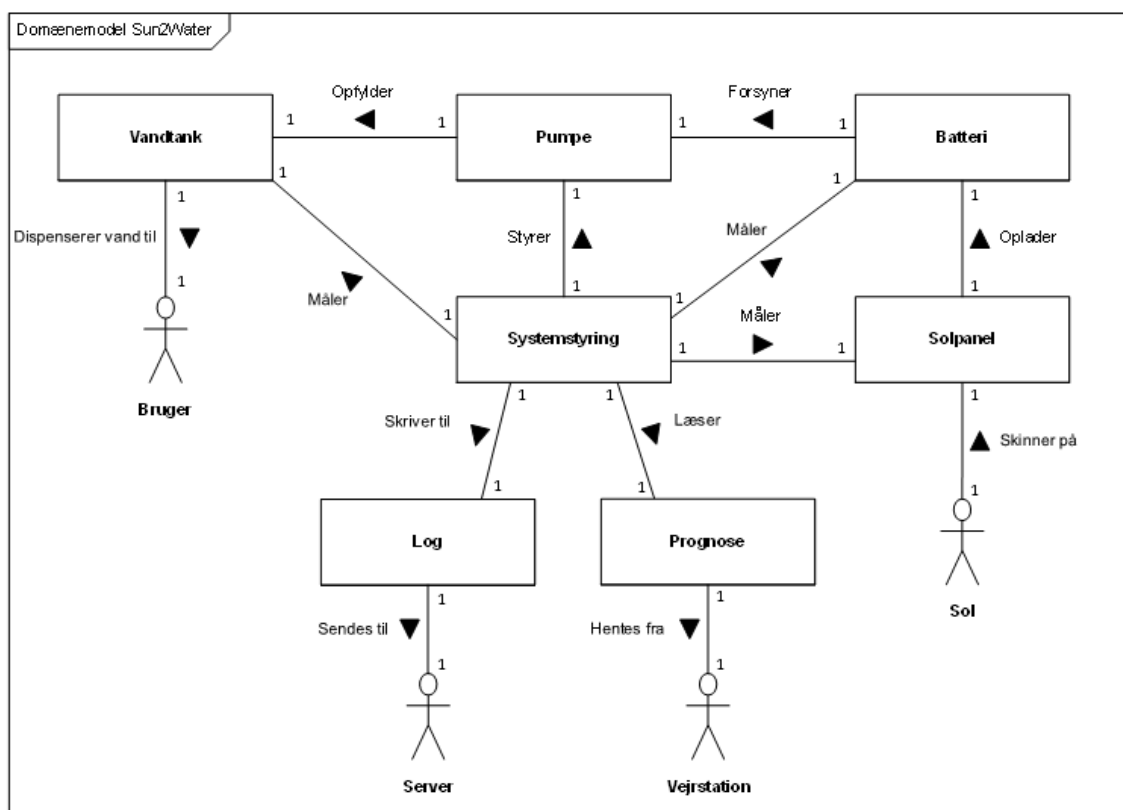 Domænemodel Sun2Water
Opfylder
Forsyner
Vandtank
1
1
Pumpe
1
1
Batteri
1
1
1
1
1
Dispenserer vand til
Styrer
Måler
Oplader
1
Måler
1
1
1
1
Systemstyring
Måler
1
1
Solpanel
Bruger
1
1
1
Skriver til
Læser
Skinner på
1
1
1
Log
Prognose
Sol
1
1
Sendes til
Hentes fra
1
1
Server
Vejrstation